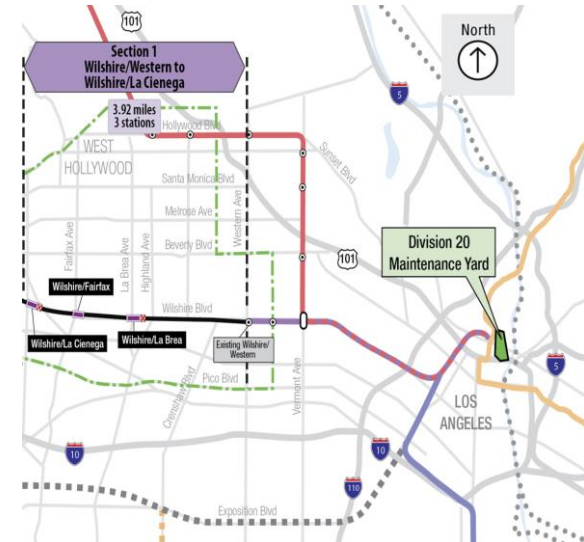 101
Section 1
Wilshire/Western to
Wilshire/La Cienega
3.92 miles
3 stations
North
5
Hollywood Blvd
WEST
HOLLYWOOD
Sunset Blvd
Santa Monica Blvd
Melrose Ave
Fairfax Ave
La Brea Ave
Highland Ave
Western Ave
Beverly Blvd
101
Division 20
Maintenance Yard
Wilshire/Fairfax
Wilshire Blvd
Wilshire/La Cienega
Wilshire/La Brea
Existing Wilshire/
Western
5
Pico Blvd
Crenshaw Blvd
Vermont Ave
LOS
ANGELES
10
10
110
Exposition Blvd